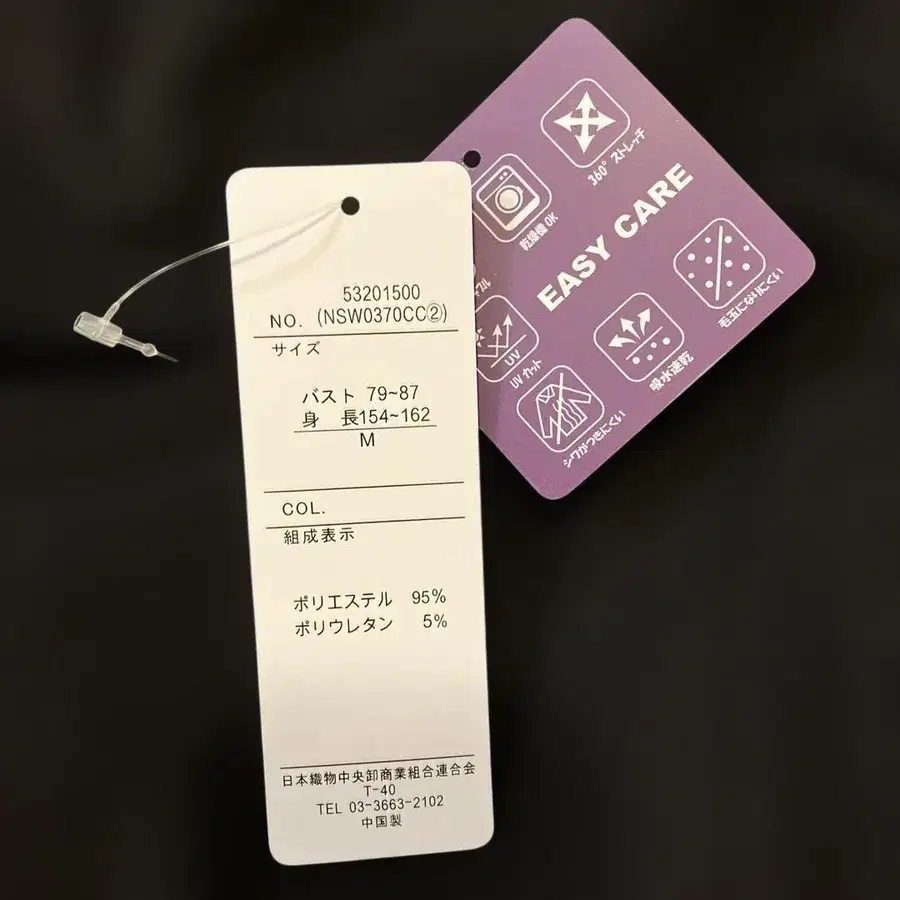 53201500
NO. (NSW0370CC②)
サイズ
バスト 79~87
身 長154~162
M
COL.
組成表示
ポリエステル 95%
ポリウレタン 5%
日本織物中央卸商業組合連合会
T-40
TEL 03-3663-2102
中国製
360° ストレッチ
乾燥機 OK
EASY CARE
毛玉になりにくい
吸水速乾
UV
UV カット
シワがつきにくい